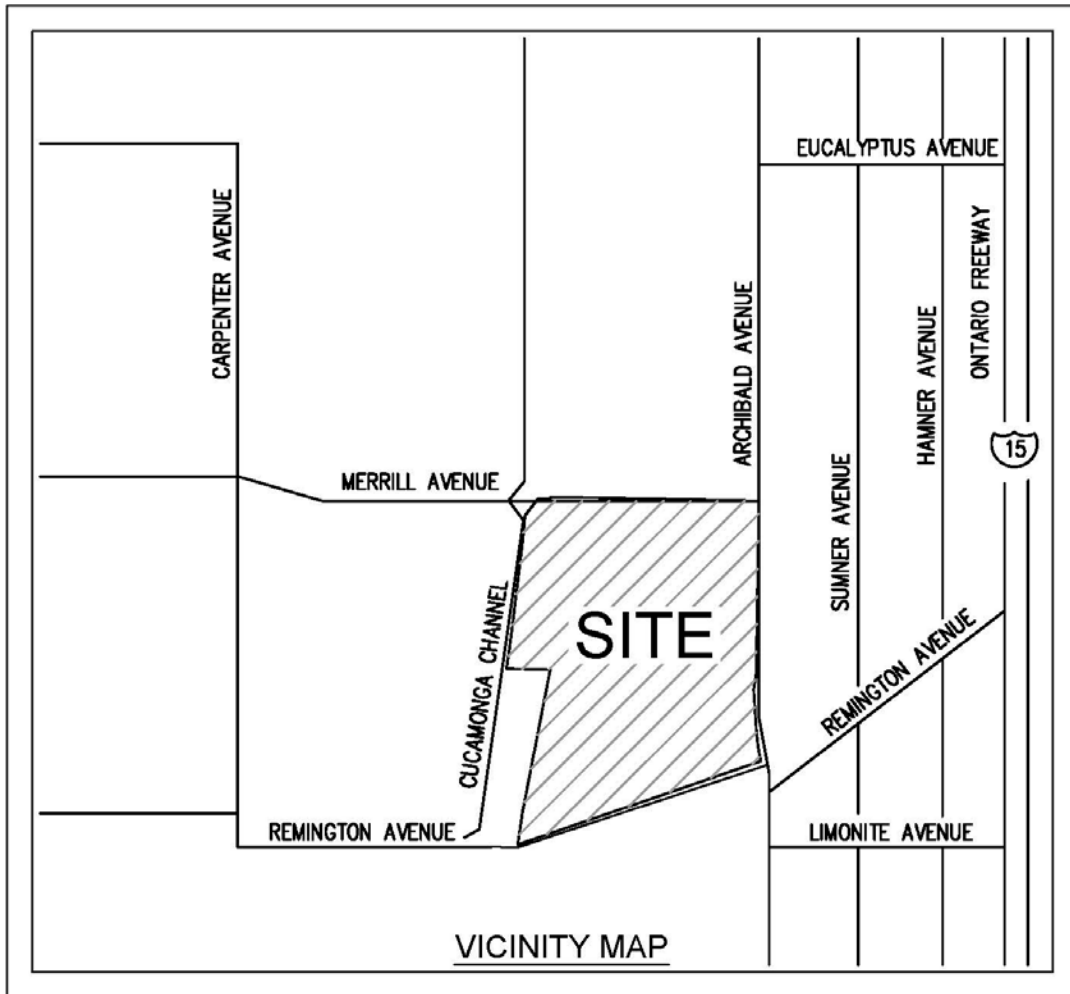 EUCALYPTUS AVENUE
CARPENTER AVENUE
ARCHIBALD AVENUE
HAMNER AVENUE
ONTARIO FREEWAY
15
MERRILL AVENUE
SUMNER AVENUE
CUCAMONGA CHANNEL
SITE
REMINGTON AVENUE
REMINGTON AVENUE
LIMONITE AVENUE
VICINITY MAP